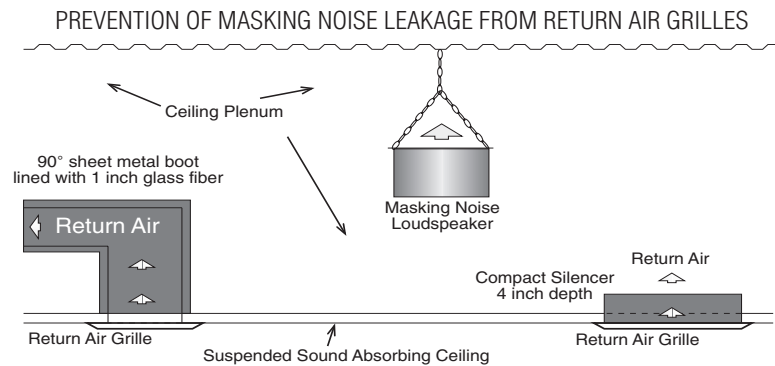 PREVENTION OF MASKING NOISE LEAKAGE FROM RETURN AIR GRILLES
Ceiling Plenum
90° sheet metal boot
lined with 1 inch glass fiber
Return Air
Masking Noise
Loudspeaker
Return Air
Compact Silencer
4 inch depth
Return Air Grille
Suspended Sound Absorbing Ceiling
Return Air Grille